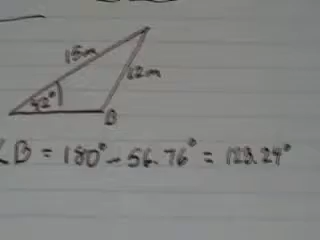 15m
12m
42°
B
∠B = 180° - 56.76° = 123.24°